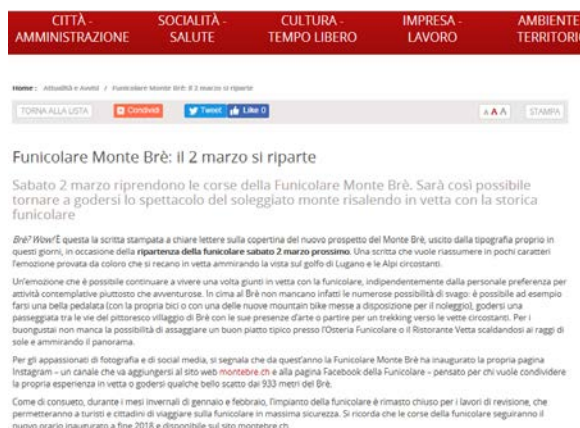 CITTÀ - AMMINISTRAZIONE
SOCIALITÀ - SALUTE
CULTURA - TEMPO LIBERO
IMPRESA - LAVORO
AMBIENTE TERRITORI
Home : Attualità e Avvisi / Funicolare Monte Brè: il 2 marzo si riparte
TORNA ALLA LISTA Condividi Tweet Like 0 A A A STAMPA
Funicolare Monte Brè: il 2 marzo si riparte
Sabato 2 marzo riprendono le corse della Funicolare Monte Brè. Sarà così possibile
tornare a godersi lo spettacolo del soleggiato monte risalendo in vetta con la storica
funicolare
Brè? Wow! È questa la scritta stampata a chiare lettere sulla copertina del nuovo prospetto del Monte Brè, uscito dalla tipografia proprio in
questi giorni, in occasione della ripartenza della funicolare sabato 2 marzo prossimo. Una scritta che vuole riassumere in pochi caratteri
l'emozione provata da coloro che si recano in vetta ammirando la vista sul golfo di Lugano e le Alpi circostanti.
Un'emozione che è possibile continuare a vivere una volta giunti in vetta con la funicolare, indipendentemente dalla personale preferenza per
attività contemplative piuttosto che avventurose. In cima al Brè non mancano infatti le numerose possibilità di svago: è possibile ad esempio
farsi una bella pedalata (con la propria bici o con una delle nuove mountain bike messe a disposizione per il noleggio), godersi una
passeggiata tra le vie del pittoresco villaggio di Brè con le sue presenze d'arte o partire per un trekking verso le vette circostanti. Per i
buongustai non manca la possibilità di assaggiare un buon piatto tipico presso l'Osteria Funicolare o il Ristorante Vetta scaldandosi ai raggi di
sole e ammirando il panorama.
Per gli appassionati di fotografia e di social media, si segnala che da quest'anno la Funicolare Monte Brè ha inaugurato la propria pagina
Instagram – un canale che va aggiungersi al sito web montebre.ch e alla pagina Facebook della Funicolare – pensato per chi vuole condividere
la propria esperienza in vetta o godersi qualche bello scatto dai 933 metri del Brè.
Come di consueto, durante i mesi invernali di gennaio e febbraio, l'impianto della funicolare è rimasto chiuso per i lavori di revisione, che
permetteranno a turisti e cittadini di viaggiare sulla funicolare in massima sicurezza. Si ricorda che le corse della funicolare seguiranno il
nuovo orario inaugurato a fine 2018 e disponibile sul sito montebre.ch.